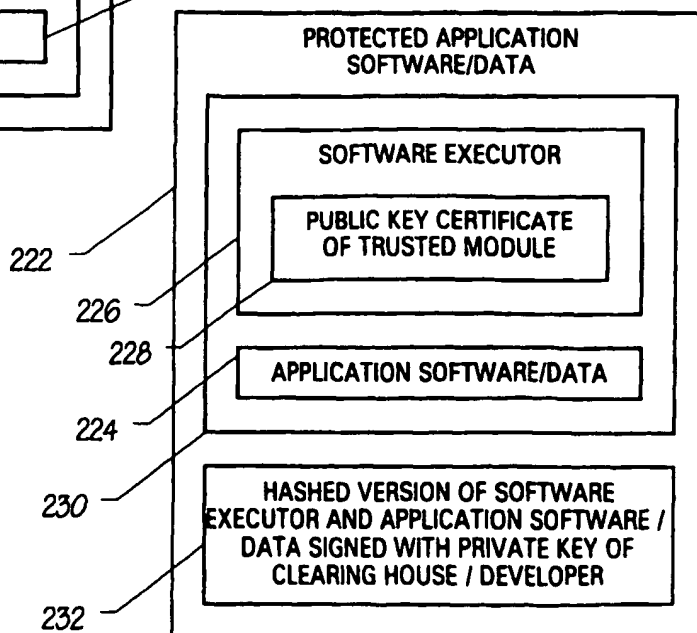 PROTECTED APPLICATION
SOFTWARE/DATA
SOFTWARE EXECUTOR
PUBLIC KEY CERTIFICATE
OF TRUSTED MODULE
222
226
228
APPLICATION SOFTWARE/DATA
224
230
HASHED VERSION OF SOFTWARE
EXECUTOR AND APPLICATION SOFTWARE /
DATA SIGNED WITH PRIVATE KEY OF
CLEARING HOUSE / DEVELOPER
232